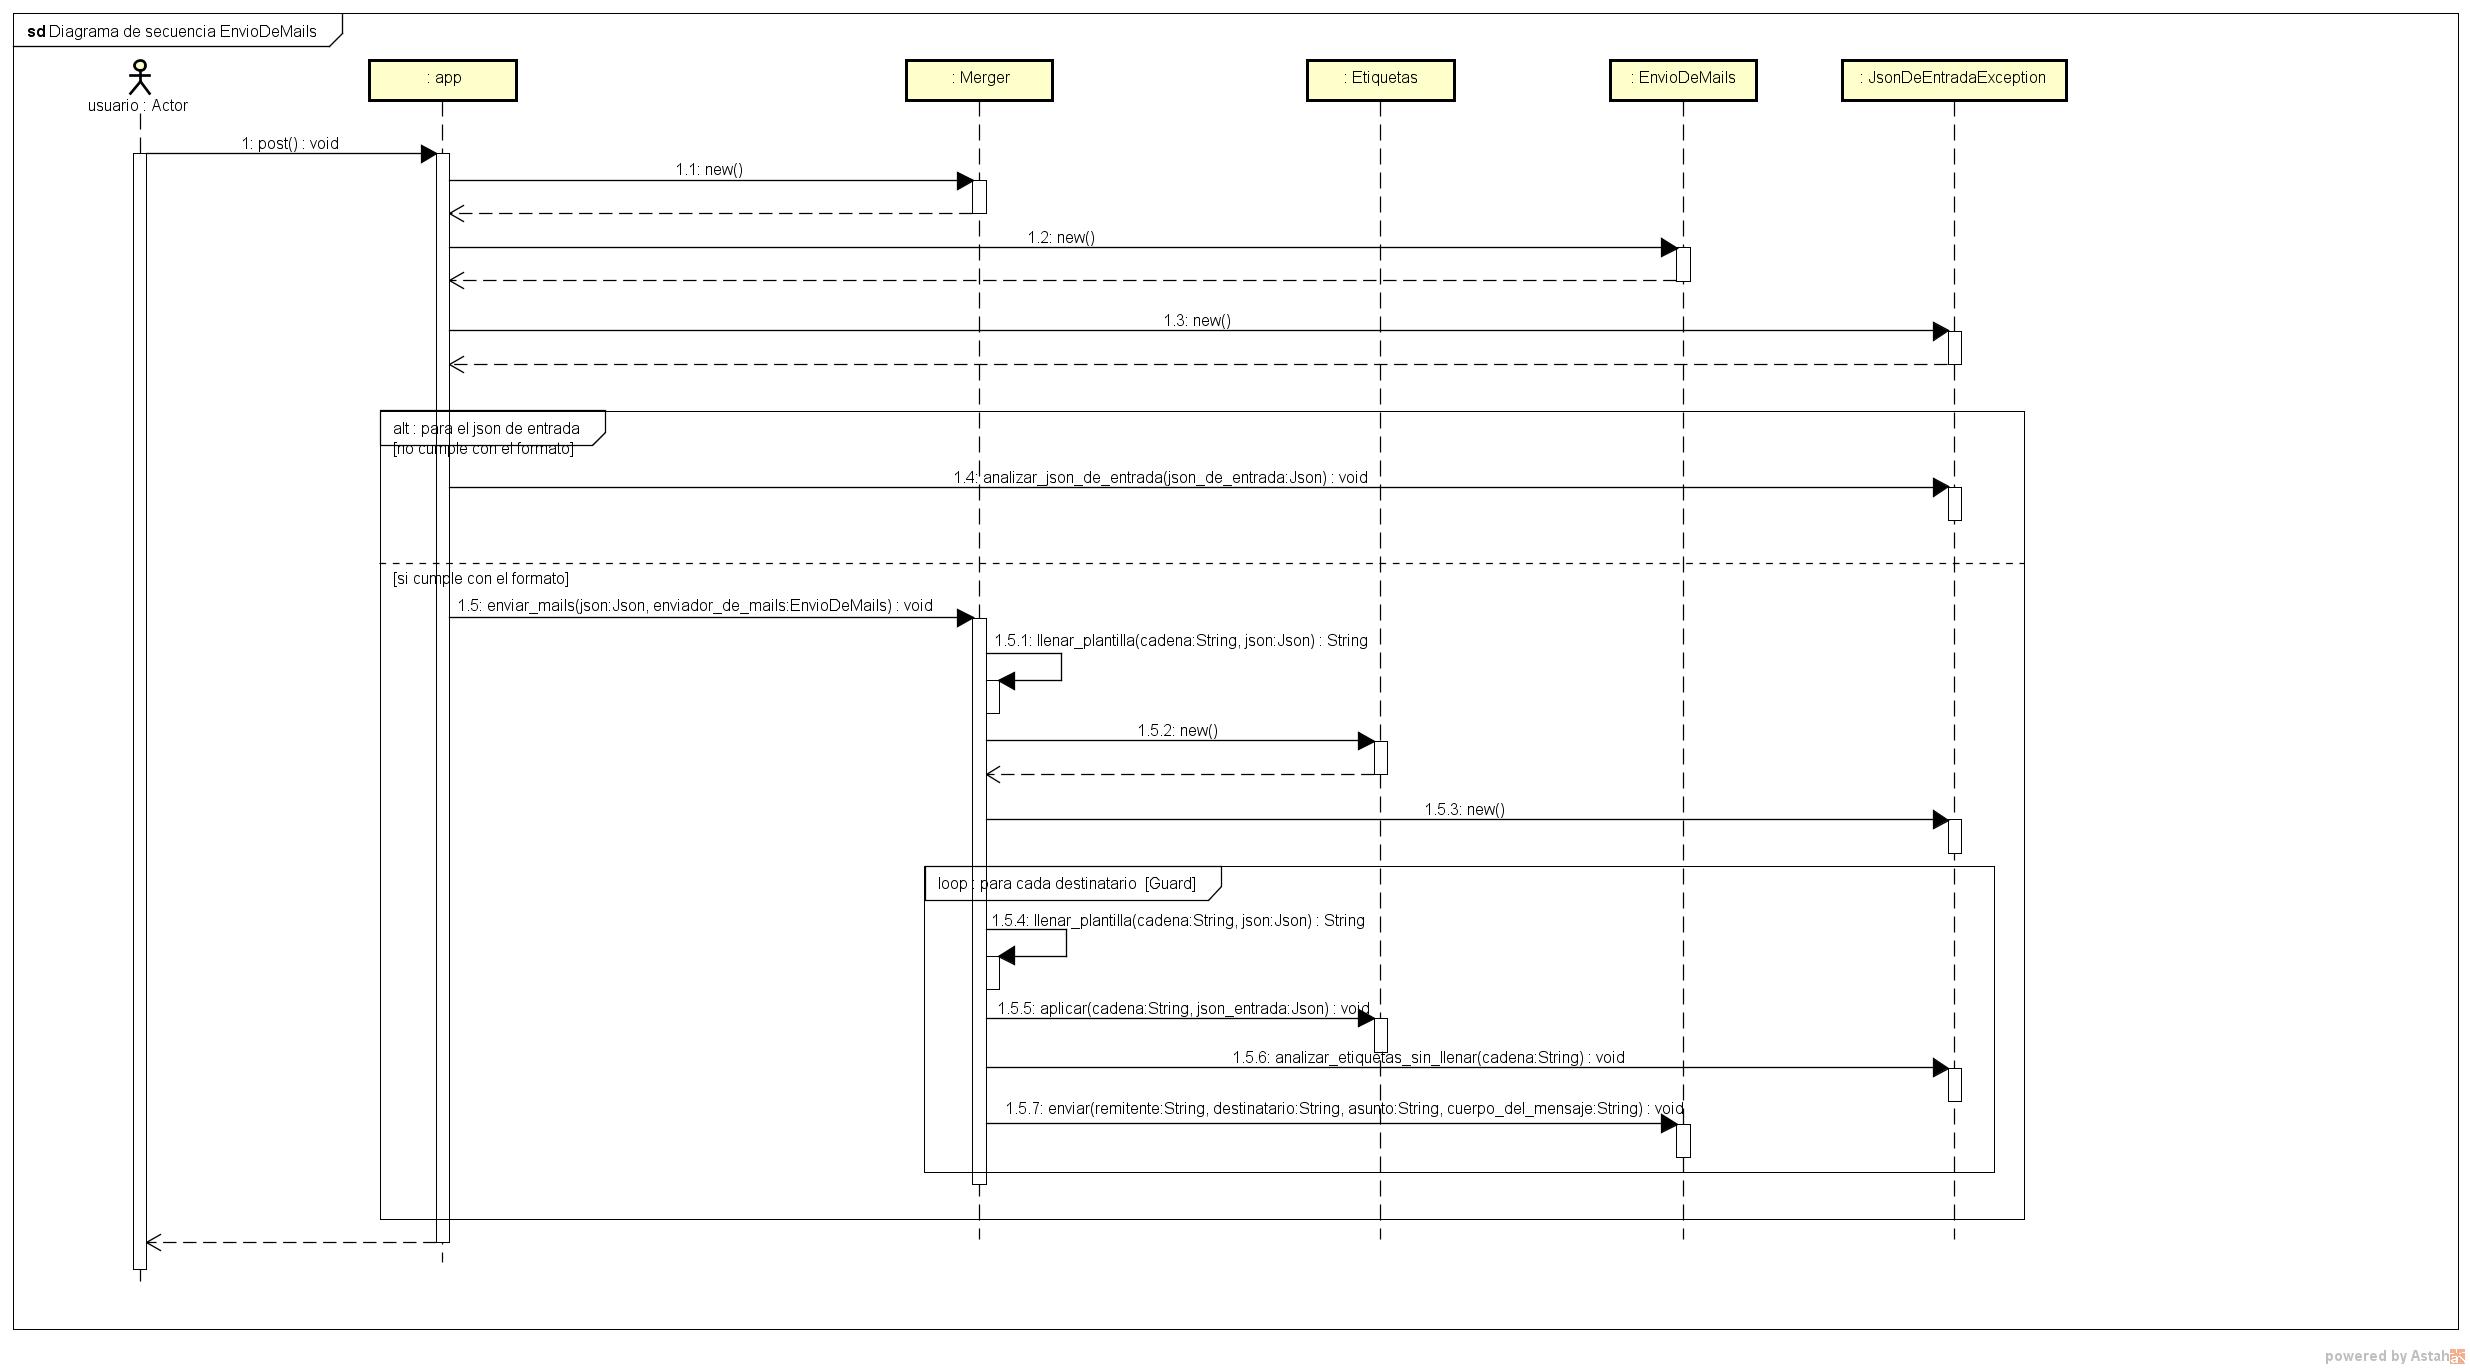 sd Diagrama de secuencia EnvioDeMails
usuario : Actor
: app
: Merger
: Etiquetas
: EnvioDeMails
: JsonDeEntradaException
1: post() : void
1.1: new()
1.2: new()
1.3: new()
alt : para el json de entrada
[no cumple con el formato]
1.4: analizar_json_de_entrada(json_de_entrada:Json) : void
[si cumple con el formato]
1.5: enviar_mails(json:Json, enviador_de_mails:EnvioDeMails) : void
1.5.1: llenar_plantilla(cadena:String, json:Json) : String
1.5.2: new()
1.5.3: new()
loop : para cada destinatario [Guard]
1.5.4: llenar_plantilla(cadena:String, json:Json) : String
1.5.5: aplicar(cadena:String, json_entrada:Json) : void
1.5.6: analizar_etiquetas_sin_llenar(cadena:String) : void
1.5.7: enviar(remitente:String, destinatario:String, asunto:String, cuerpo_del_mensaje:String) : void
powered by Astah